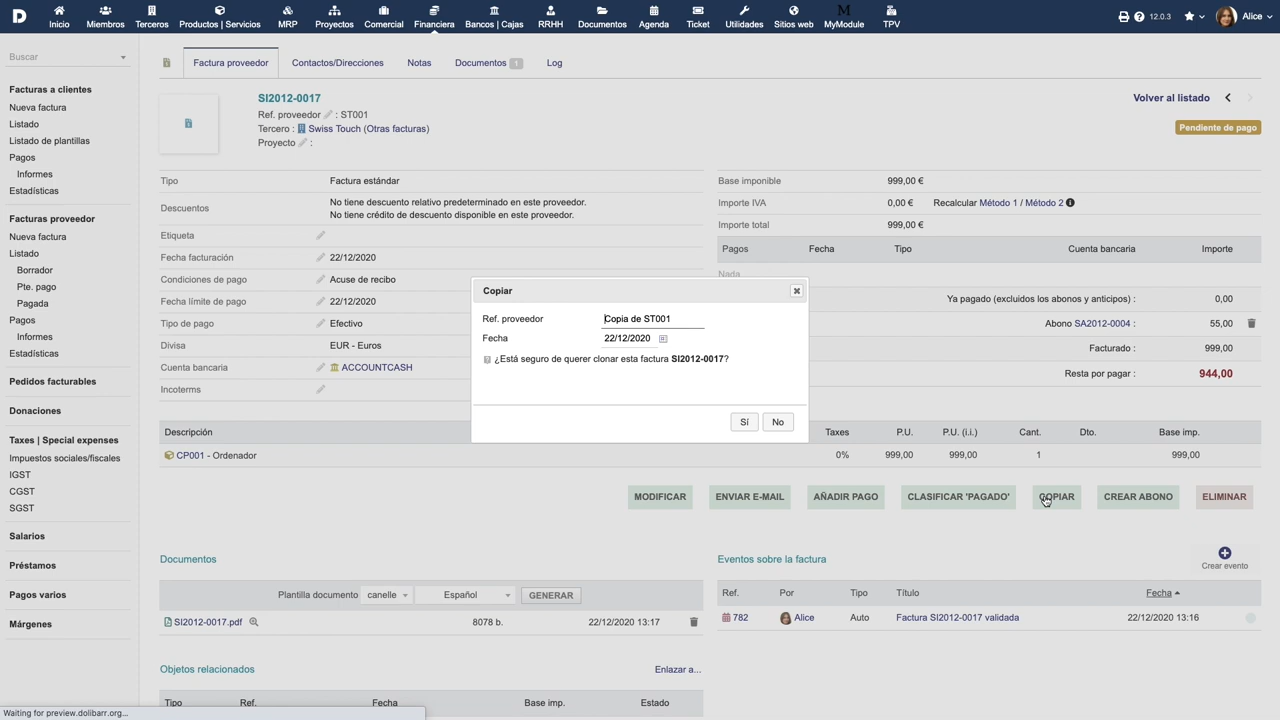 Inicio
Miembros
Terceros
Productos | Servicios
MRP
Proyectos
Comercial
Financiera
Bancos | Cajas
RRHH
Documentos
Agenda
Ticket
Utilidades
Sitios web
M
MyModule
TPV
12.0.3
Alice
Buscar
Facturas a clientes
Nueva factura
Listado
Listado de plantillas
Pagos
Informes
Estadísticas
Facturas proveedor
Nueva factura
Listado
Borrador
Pte. pago
Pagada
Pagos
Informes
Estadísticas
Pedidos facturables
Donaciones
Taxes | Special expenses
Impuestos sociales/fiscales
IGST
CGST
SGST
Salarios
Préstamos
Pagos varios
Márgenes
Factura proveedor
Contactos/Direcciones
Notas
Documentos 1
Log
SI2012-0017
Ref. proveedor : ST001
Tercero : Swiss Touch (Otras facturas)
Proyecto :
Volver al listado
Pendiente de pago
Tipo Factura estándar
Descuentos No tiene descuento relativo predeterminado en este proveedor.
No tiene crédito de descuento disponible en este proveedor.
Etiqueta
Fecha facturación 22/12/2020
Condiciones de pago Acuse de recibo
Fecha límite de pago 22/12/2020
Tipo de pago Efectivo
Divisa EUR - Euros
Cuenta bancaria ACCOUNTCASH
Incoterms
Base imponible 999,00 €
Importe IVA 0,00 € Recalcular Método 1 / Método 2
Importe total 999,00 €
Pagos Fecha Tipo Cuenta bancaria Importe
Nada
Ya pagado (excluidos los abonos y anticipos) : 0,00
Abono SA2012-0004 : 55,00
Facturado : 999,00
Resta por pagar : 944,00
Copiar
Ref. proveedor Copia de ST001
Fecha 22/12/2020
¿Está seguro de querer clonar esta factura SI2012-0017?
Sí No
Descripción Taxes P.U. P.U. (i.i.) Cant. Dto. Base imp.
CP001 - Ordenador 0% 999,00 999,00 1 999,00
MODIFICAR
ENVIAR E-MAIL
AÑADIR PAGO
CLASIFICAR 'PAGADO'
COPIAR
CREAR ABONO
ELIMINAR
Documentos
Plantilla documento canelle Español GENERAR
SI2012-0017.pdf 8078 b. 22/12/2020 13:17
Objetos relacionados Enlazar a...
Tipo Ref. Fecha Base imp. Estado
Eventos sobre la factura
Crear evento
Ref. Por Tipo Título Fecha
782 Alice Auto Factura SI2012-0017 validada 22/12/2020 13:16
Waiting for preview.dolibarr.org...